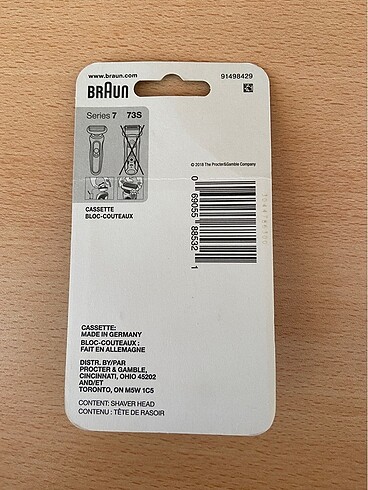 www.braun.com 91498429
BRAUN
Series 7 73S
© 2018 The Procter&Gamble Company
CASSETTE
BLOC-COUTEAUX
0 69055 88532 1
CASSETTE:
MADE IN GERMANY
BLOC-COUTEAUX :
FAIT EN ALLEMAGNE
DISTR. BY/PAR
PROCTER & GAMBLE,
CINCINNATI, OHIO 45202
AND/ET
TORONTO, ON M5W 1C5
CONTENT: SHAVER HEAD
CONTENU : TÊTE DE RASOIR